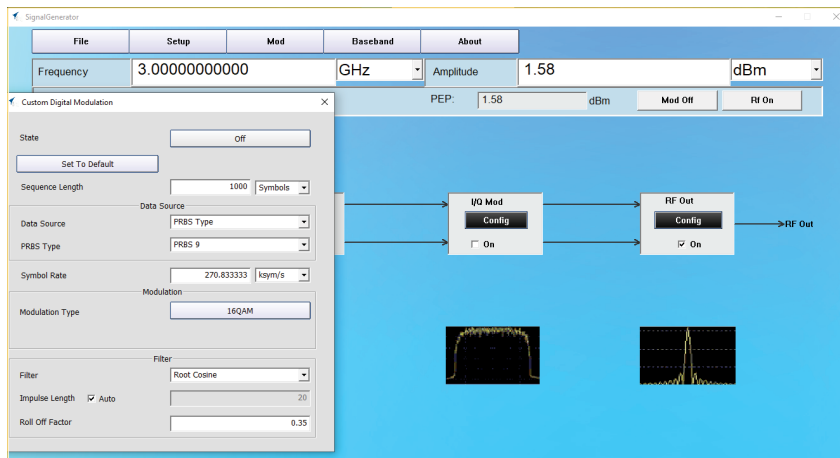 SignalGenerator
File Setup Mod Baseband About
Frequency 3.00000000000 GHz Amplitude 1.58 dBm
PEP: 1.58 dBm Mod Off Rf On
Custom Digital Modulation
State Off
Set To Default
Sequence Length 1000 Symbols
Data Source
Data Source PRBS Type
PRBS Type PRBS 9
Symbol Rate 270.833333 ksym/s
Modulation
Modulation Type 16QAM
Filter
Filter Root Cosine
Impulse Length Auto 20
Roll Off Factor 0.35
I/Q Mod
Config
On
RF Out
Config
On
RF Out